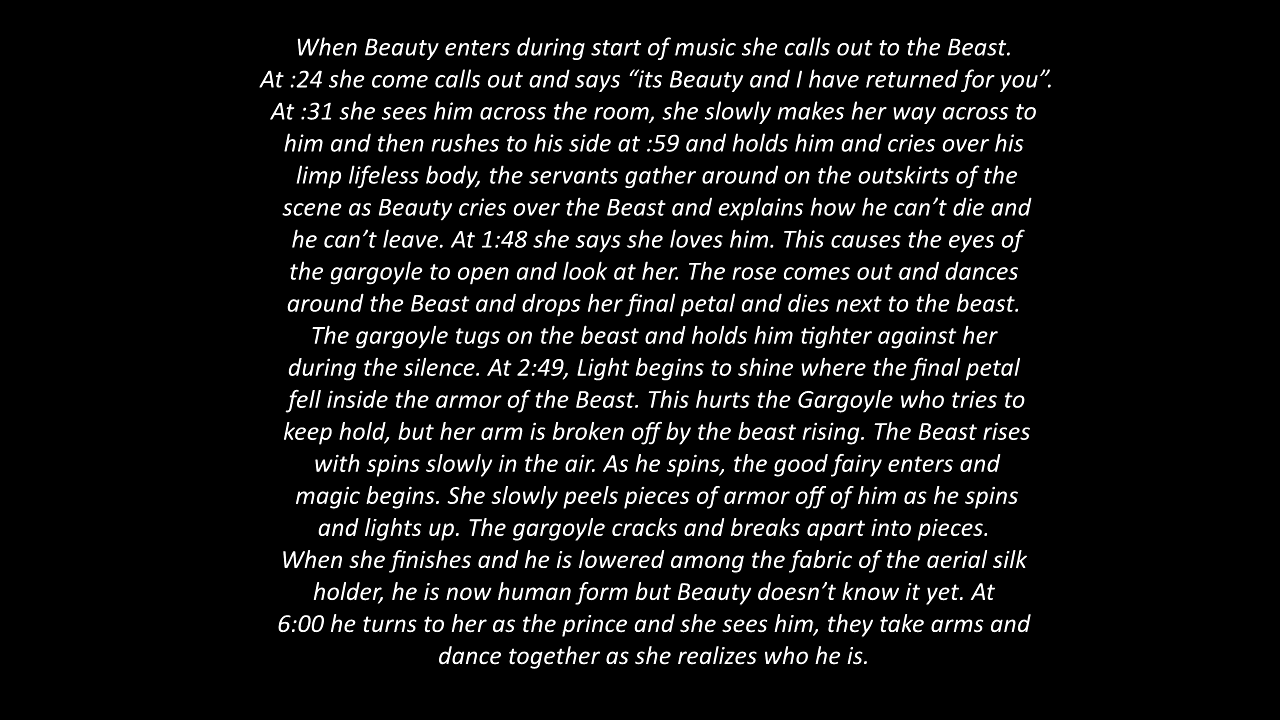 When Beauty enters during start of music she calls out to the Beast.
At :24 she come calls out and says “its Beauty and I have returned for you”.
At :31 she sees him across the room, she slowly makes her way across to
him and then rushes to his side at :59 and holds him and cries over his
limp lifeless body, the servants gather around on the outskirts of the
scene as Beauty cries over the Beast and explains how he can’t die and
he can’t leave. At 1:48 she says she loves him. This causes the eyes of
the gargoyle to open and look at her. The rose comes out and dances
around the Beast and drops her final petal and dies next to the beast.
The gargoyle tugs on the beast and holds him tighter against her
during the silence. At 2:49, Light begins to shine where the final petal
fell inside the armor of the Beast. This hurts the Gargoyle who tries to
keep hold, but her arm is broken off by the beast rising. The Beast rises
with spins slowly in the air. As he spins, the good fairy enters and
magic begins. She slowly peels pieces of armor off of him as he spins
and lights up. The gargoyle cracks and breaks apart into pieces.
When she finishes and he is lowered among the fabric of the aerial silk
holder, he is now human form but Beauty doesn’t know it yet. At
6:00 he turns to her as the prince and she sees him, they take arms and
dance together as she realizes who he is.